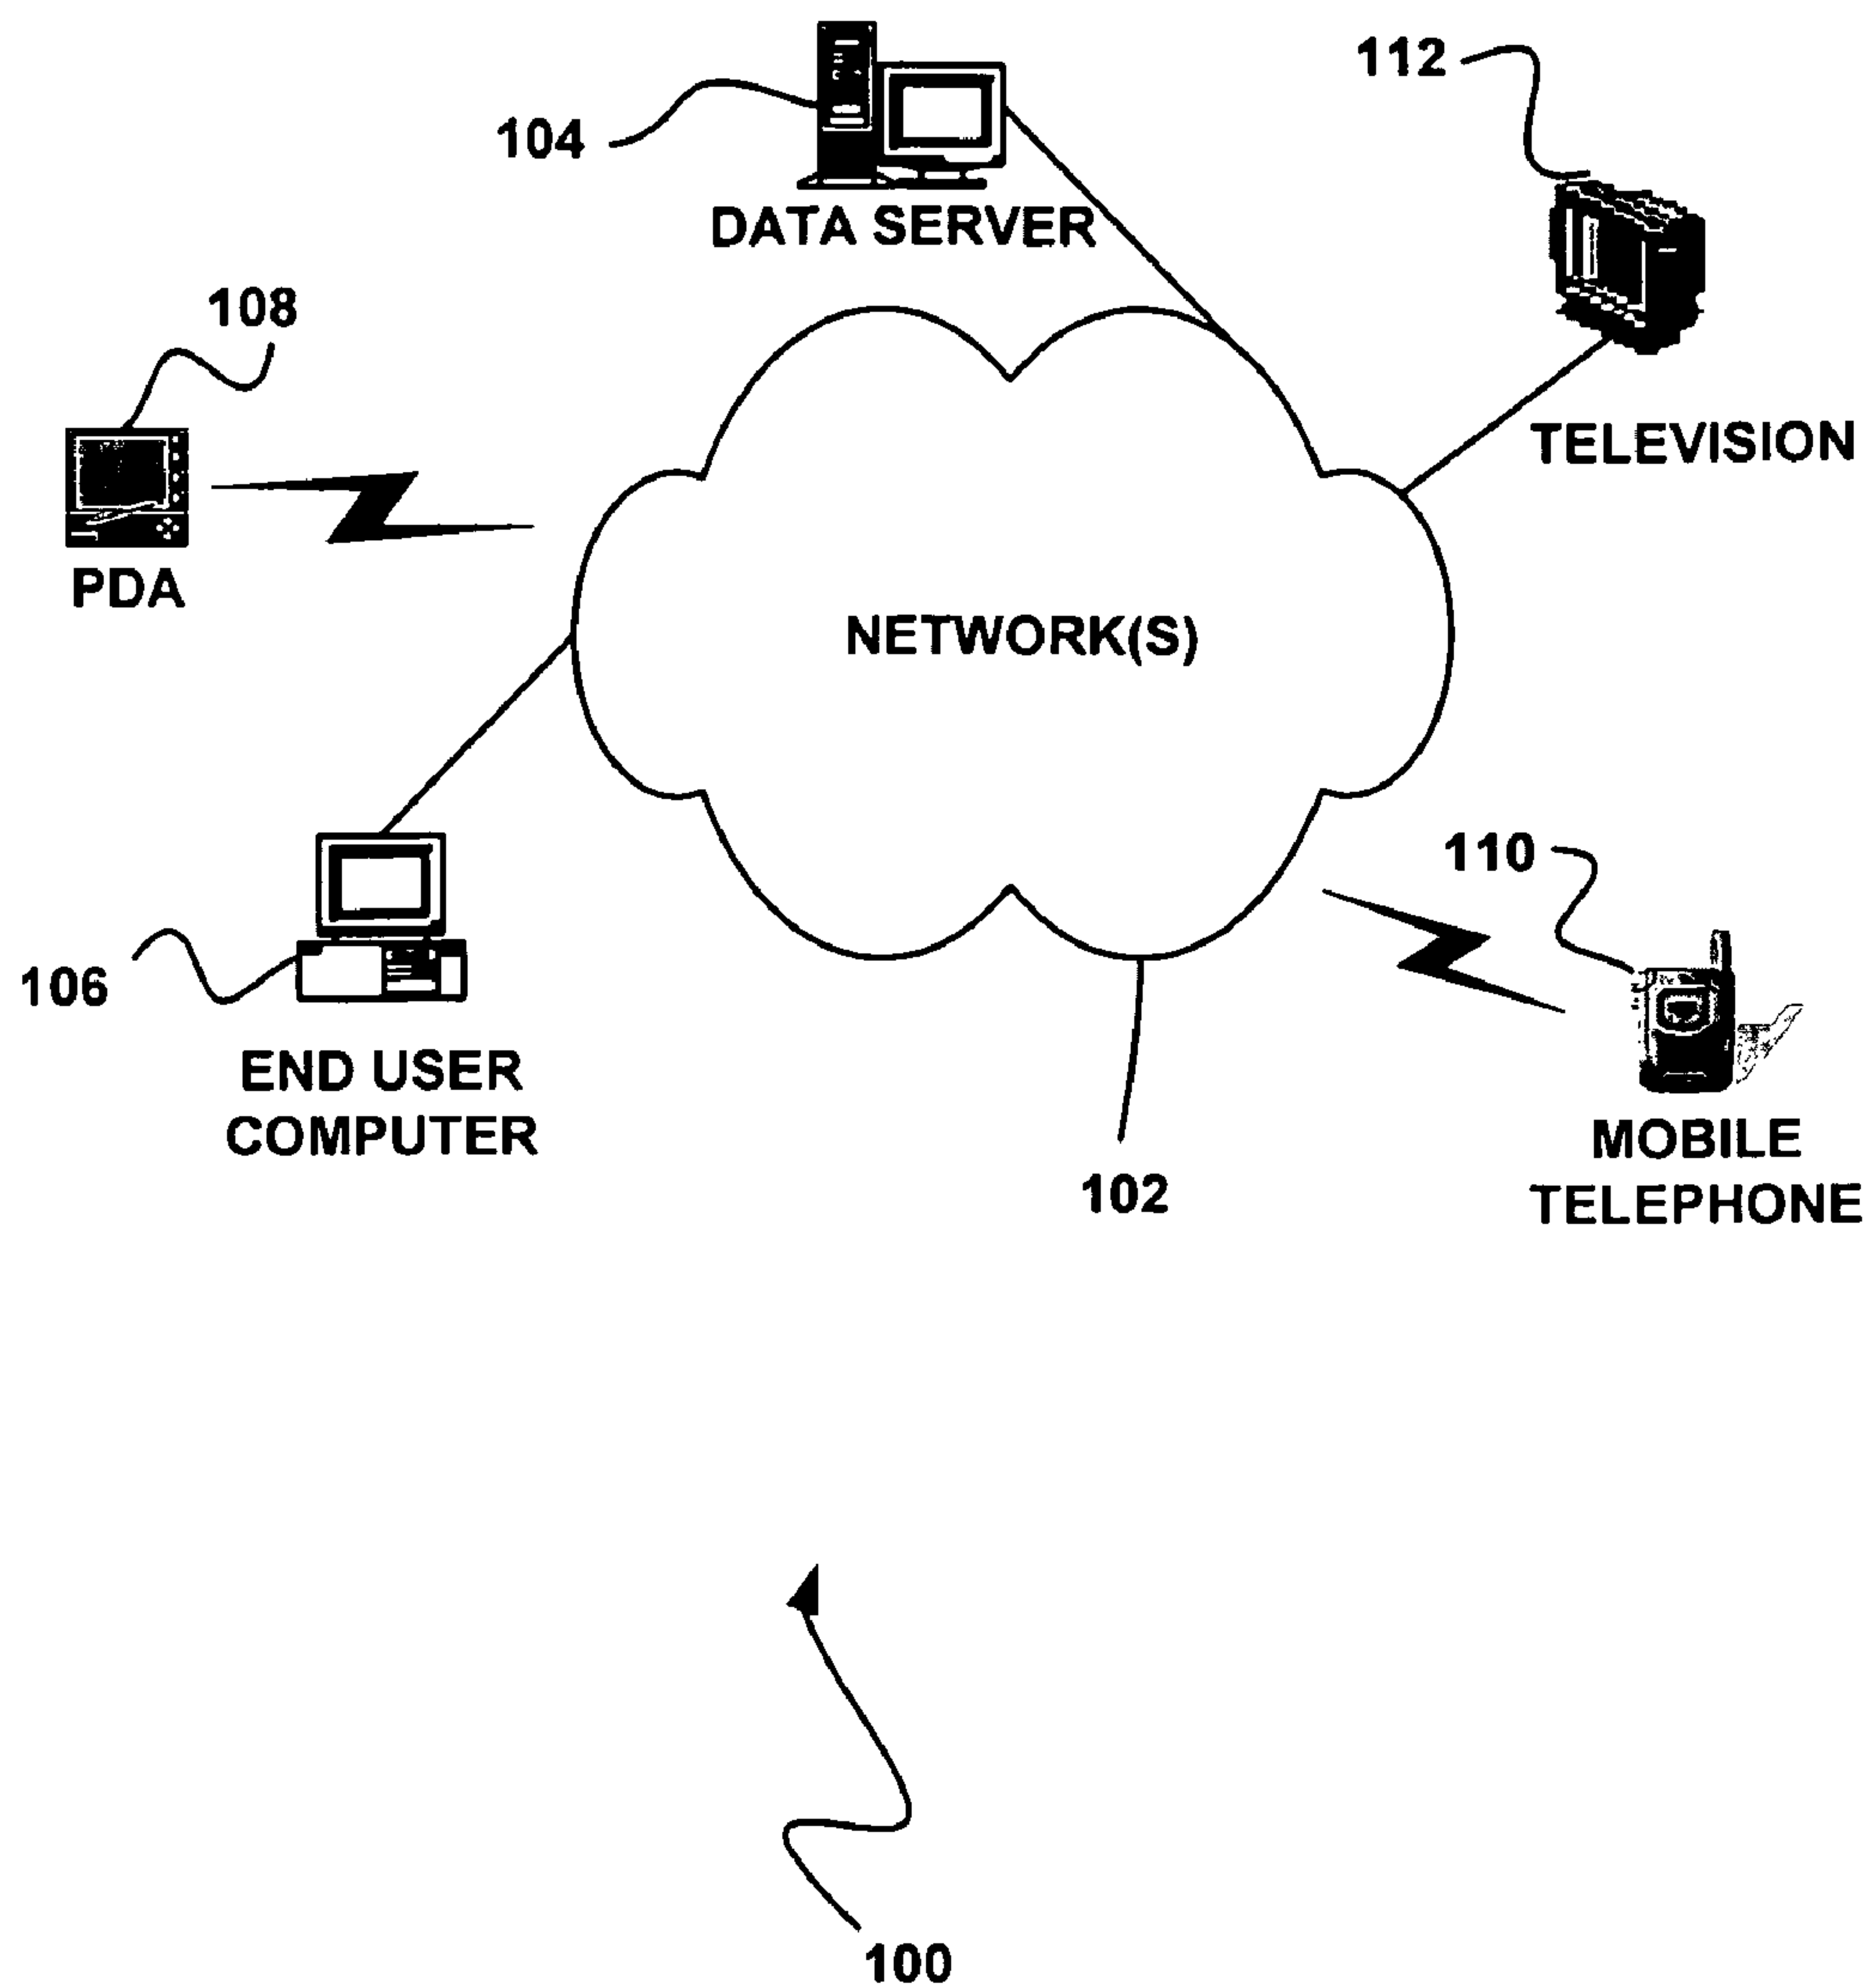 112
104
DATA SERVER
108
TELEVISION
PDA
NETWORK(S)
110
106
END USER
COMPUTER
MOBILE
TELEPHONE
102
100